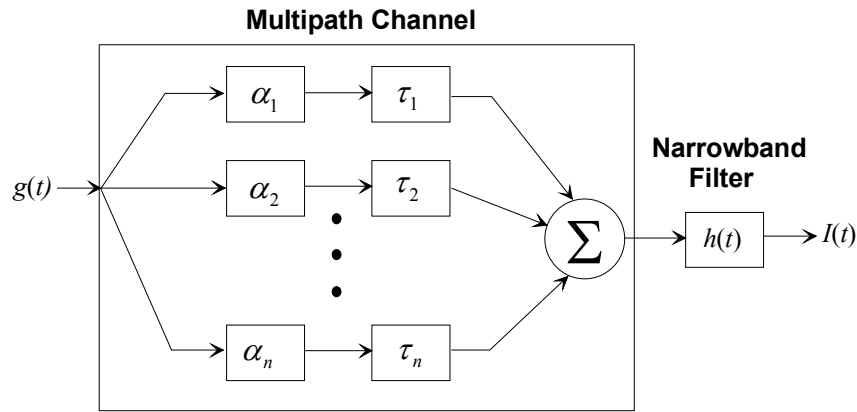 Multipath Channel
α₁
τ₁
Narrowband
Filter
g(t)
α₂
τ₂
Σ
h(t)
I(t)
αₙ
τₙ